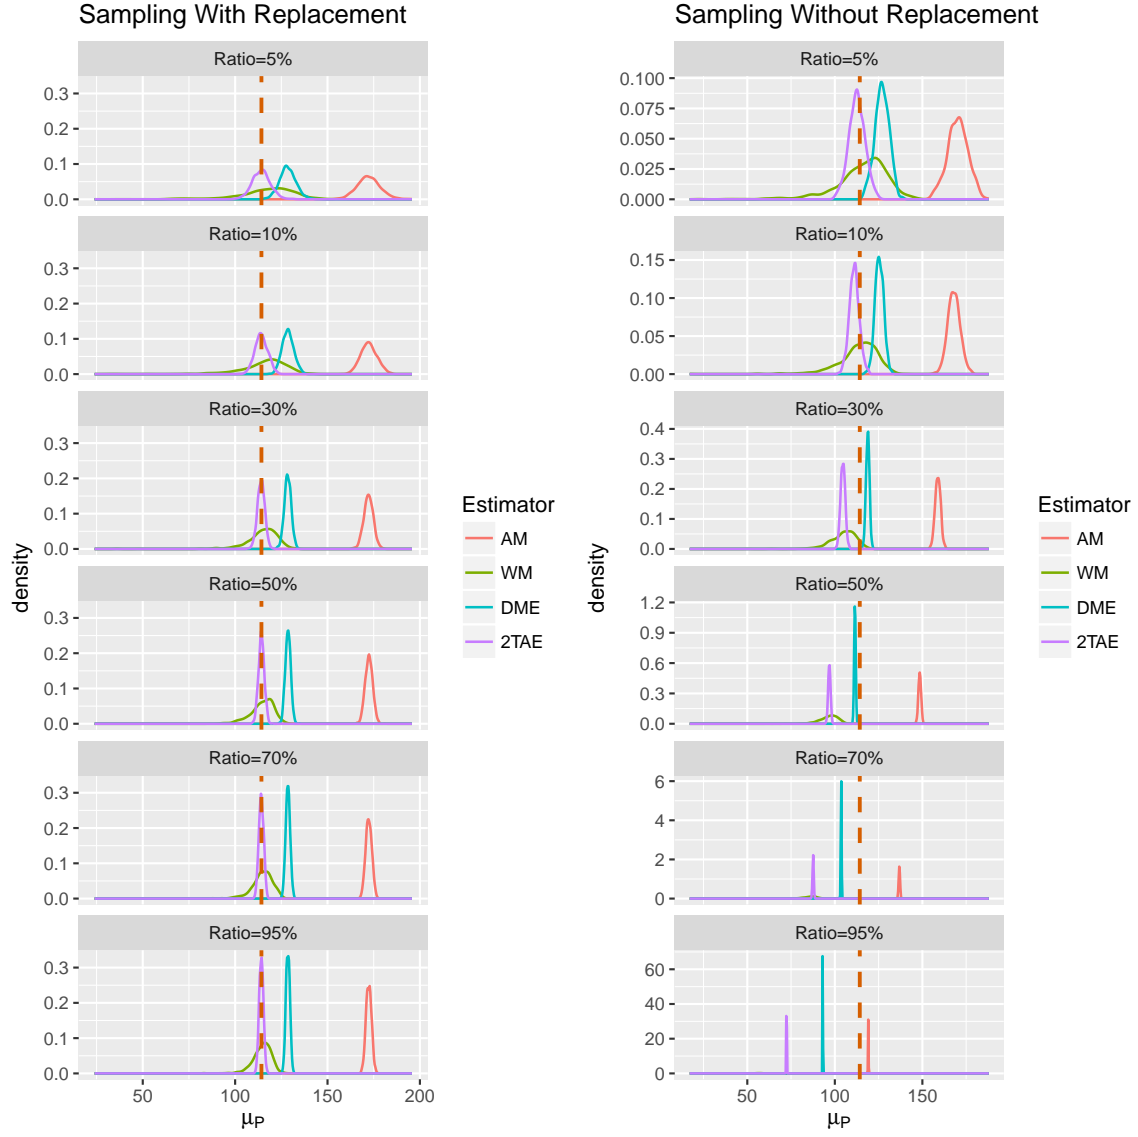 Sampling With Replacement
Ratio=5%
0.3
0.2
0.1
0.0
Ratio=10%
0.3
0.2
0.1
0.0
Ratio=30%
0.3
0.2
0.1
0.0
Ratio=50%
0.3
0.2
0.1
0.0
Ratio=70%
0.3
0.2
0.1
0.0
Ratio=95%
0.3
0.2
0.1
0.0
50 100 150 200
μP
density
Estimator
AM
WM
DME
2TAE
Sampling Without Replacement
Ratio=5%
0.100
0.075
0.050
0.025
0.000
Ratio=10%
0.15
0.10
0.05
0.00
Ratio=30%
0.4
0.3
0.2
0.1
0.0
Ratio=50%
1.2
0.9
0.6
0.3
0.0
Ratio=70%
6
4
2
0
Ratio=95%
60
40
20
0
50 100 150
μP
density
Estimator
AM
WM
DME
2TAE